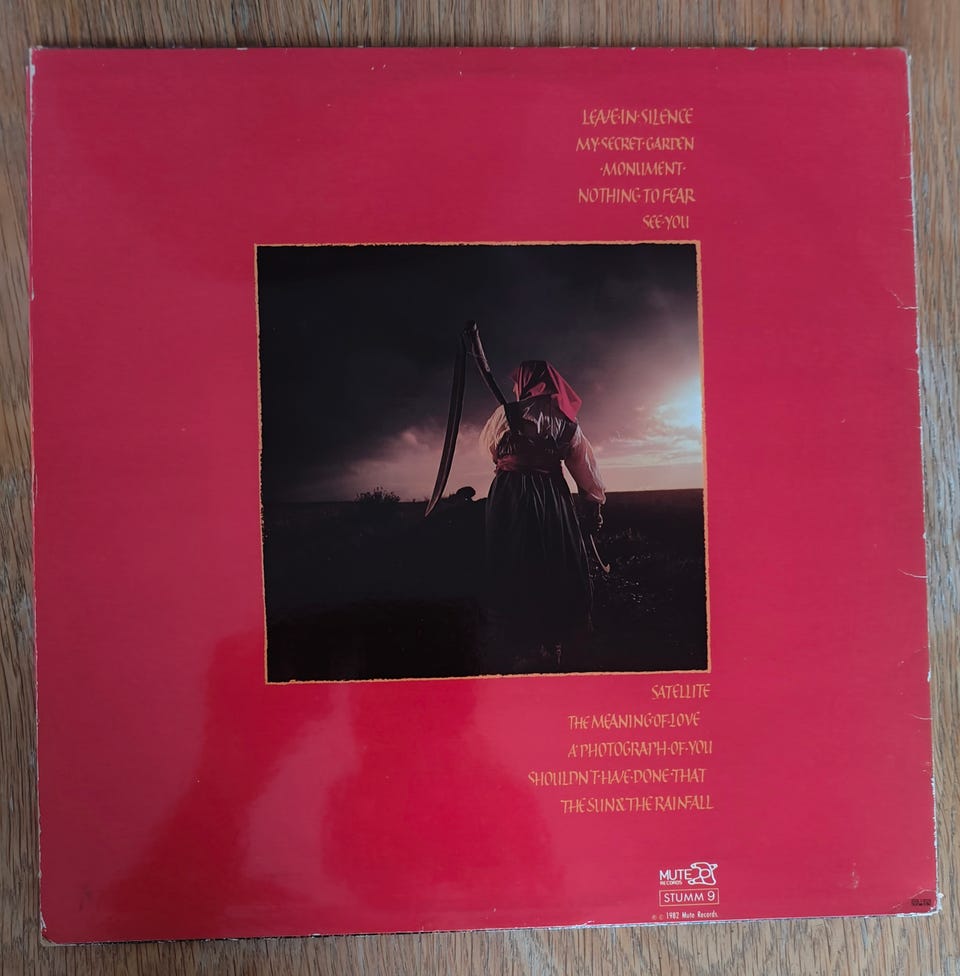 LEAVE·IN·SILENCE
MY·SECRET·GARDEN
·MONUMENT·
NOTHING·TO FEAR
SEE·YOU
SATELLITE
THE MEANING·OF·LOVE
A·PHOTOGRAPH·OF·YOU
SHOULDN'T·HAVE·DONE·THAT
THE SUN&THE RAINFALL
MUTE
RECORDS
STUMM 9
℗ © 1982 Mute Records